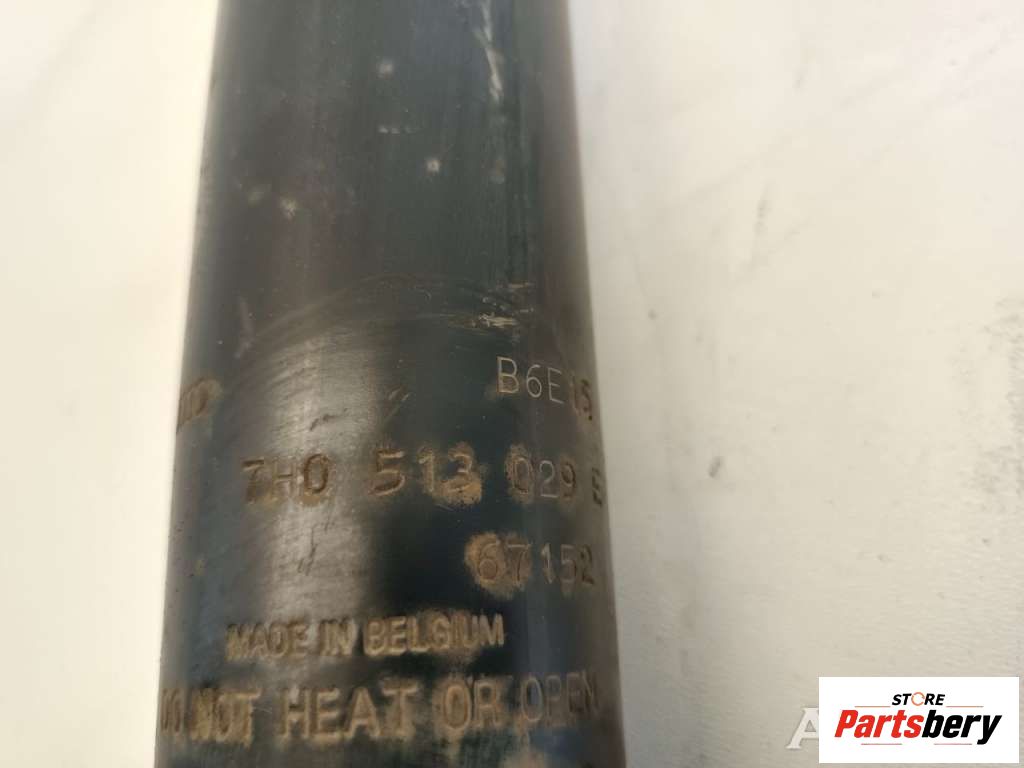 B6E15
7H0 513 029 E
67152
MADE IN BELGIUM
DO NOT HEAT OR OPEN
STORE
Partsbery